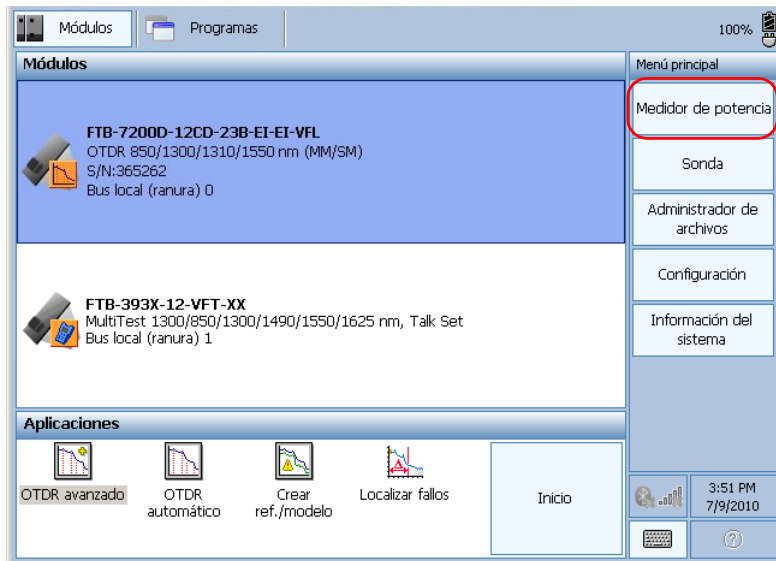 Módulos
Programas
100%
Módulos
FTB-7200D-12CD-23B-EI-EI-VFL
OTDR 850/1300/1310/1550 nm (MM/SM)
S/N:365262
Bus local (ranura) 0
FTB-393X-12-VFT-XX
MultiTest 1300/850/1300/1490/1550/1625 nm, Talk Set
Bus local (ranura) 1
Aplicaciones
OTDR avanzado
OTDR
automático
Crear
ref./modelo
Localizar fallos
Inicio
Menú principal
Medidor de potencia
Sonda
Administrador de
archivos
Configuración
Información del
sistema
3:51 PM
7/9/2010
?